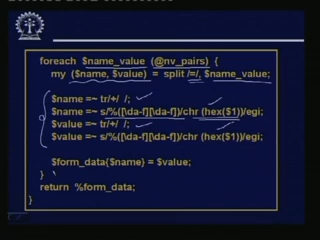 foreach $name_value (@nv_pairs) {
my ($name, $value) = split /=/, $name_value;
$name =~ tr/+/ /;
$name =~ s/%([\da-f][\da-f])/chr (hex($1))/egi;
$value =~ tr/+/ /;
$value =~ s/%([\da-f][\da-f])/chr (hex($1))/egi;
$form_data{$name} = $value;
}
return %form_data;
}